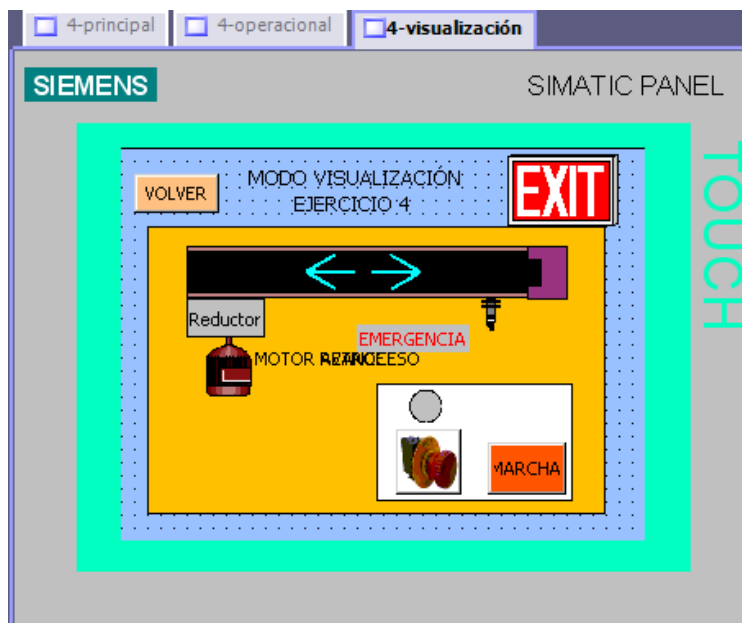 4-principal
4-operacional
4-visualización
SIEMENS
SIMATIC PANEL
TOUCH
VOLVER
MODO VISUALIZACIÓN
EJERCICIO 4
EXIT
Reductor
EMERGENCIA
MOTOR
MARCHA